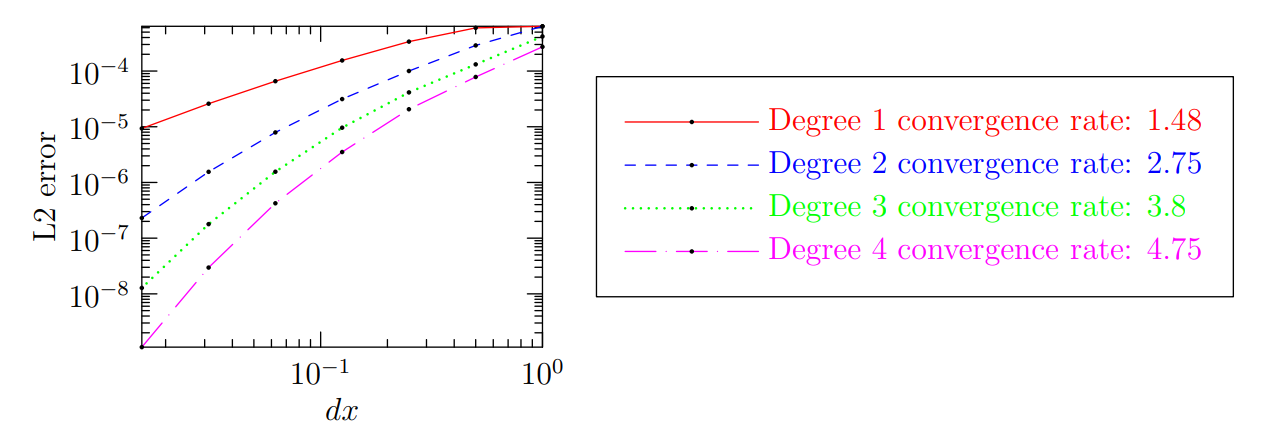 L2 error
10⁻⁴
10⁻⁵
10⁻⁶
10⁻⁷
10⁻⁸
10⁻¹
10⁰
dx
Degree 1 convergence rate: 1.48
Degree 2 convergence rate: 2.75
Degree 3 convergence rate: 3.8
Degree 4 convergence rate: 4.75